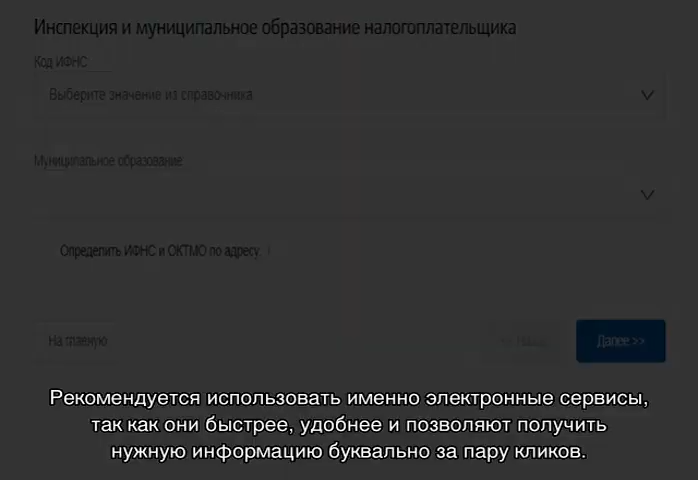 Инспекция и муниципальное образование налогоплательщика
Код ИФНС
Выберите значение из справочника
Муниципальное образование
Определить ИФНС и ОКТМО по адресу
На главную
<< Назад
Далее >>
Рекомендуется использовать именно электронные сервисы,
так как они быстрее, удобнее и позволяют получить
нужную информацию буквально за пару кликов.